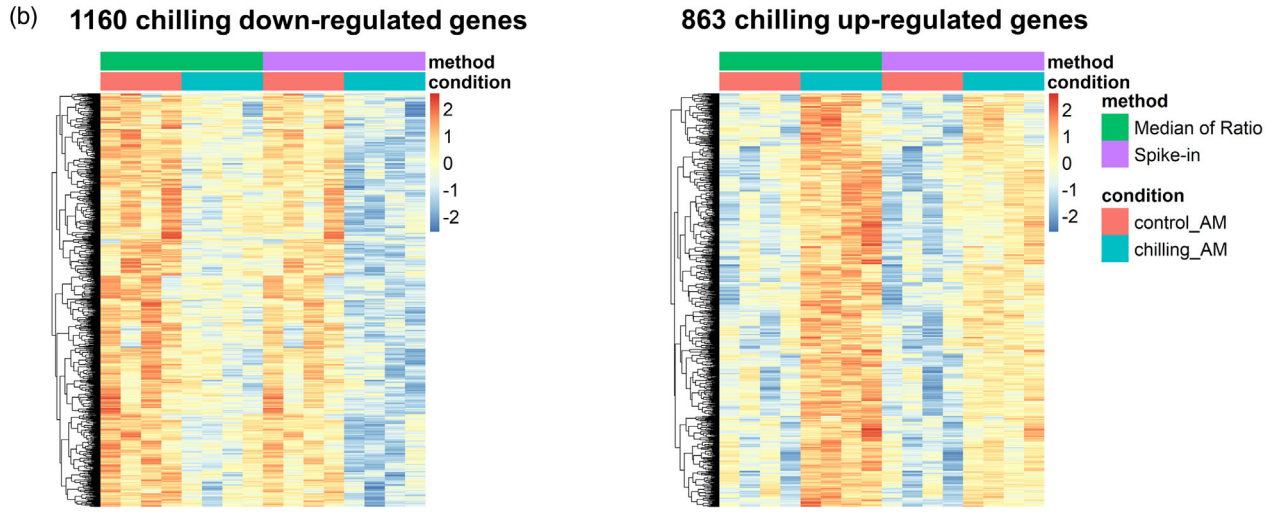 (b)
1160 chilling down-regulated genes
method
condition
2
1
0
-1
-2
863 chilling up-regulated genes
method
condition
2
1
0
-1
-2
method
Median of Ratio
Spike-in
condition
control_AM
chilling_AM